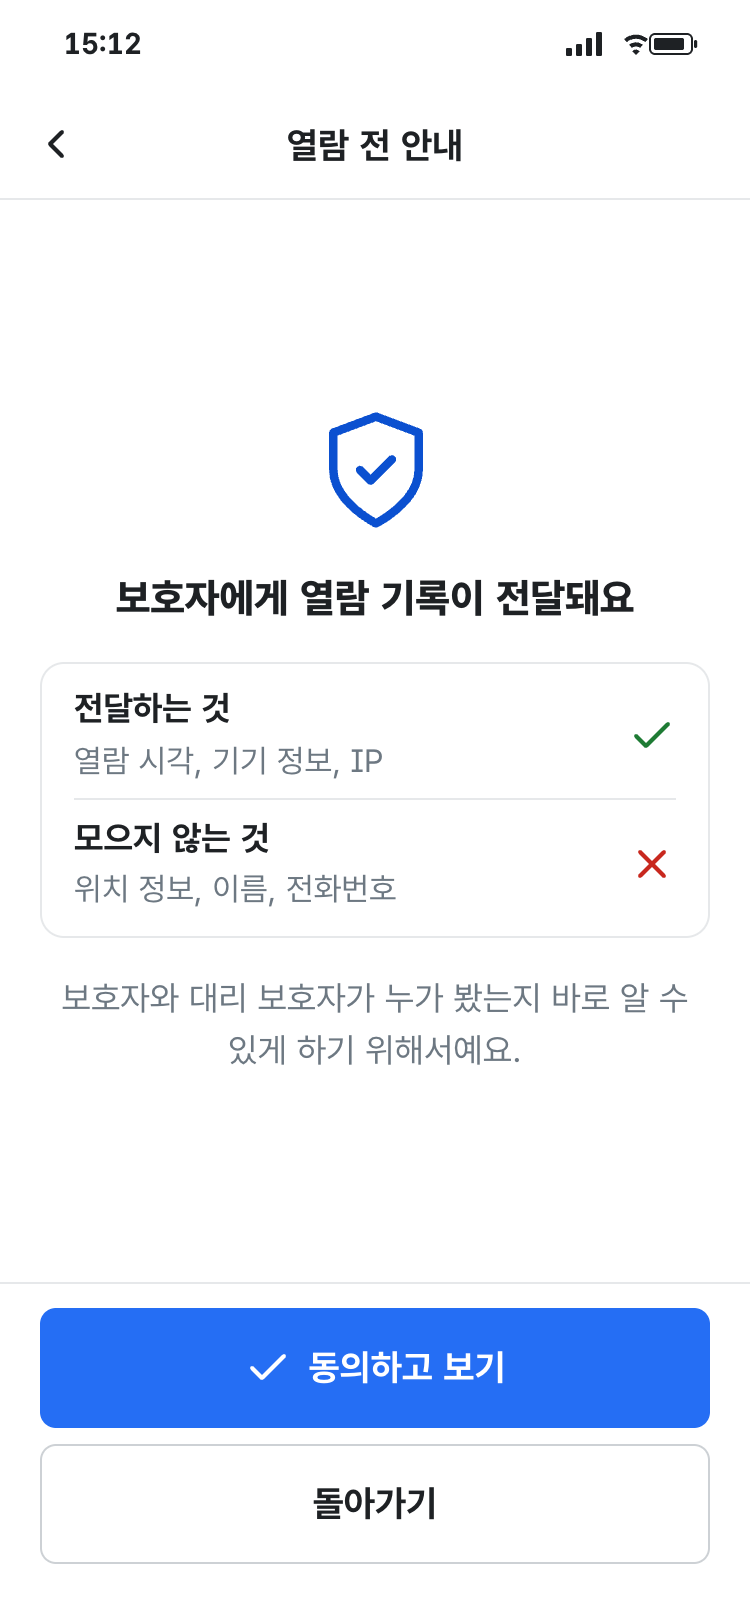 15:12
열람 전 안내
보호자에게 열람 기록이 전달돼요
전달하는 것
열람 시각, 기기 정보, IP
모으지 않는 것
위치 정보, 이름, 전화번호
보호자와 대리 보호자가 누가 봤는지 바로 알 수
있게 하기 위해서예요.
동의하고 보기
돌아가기